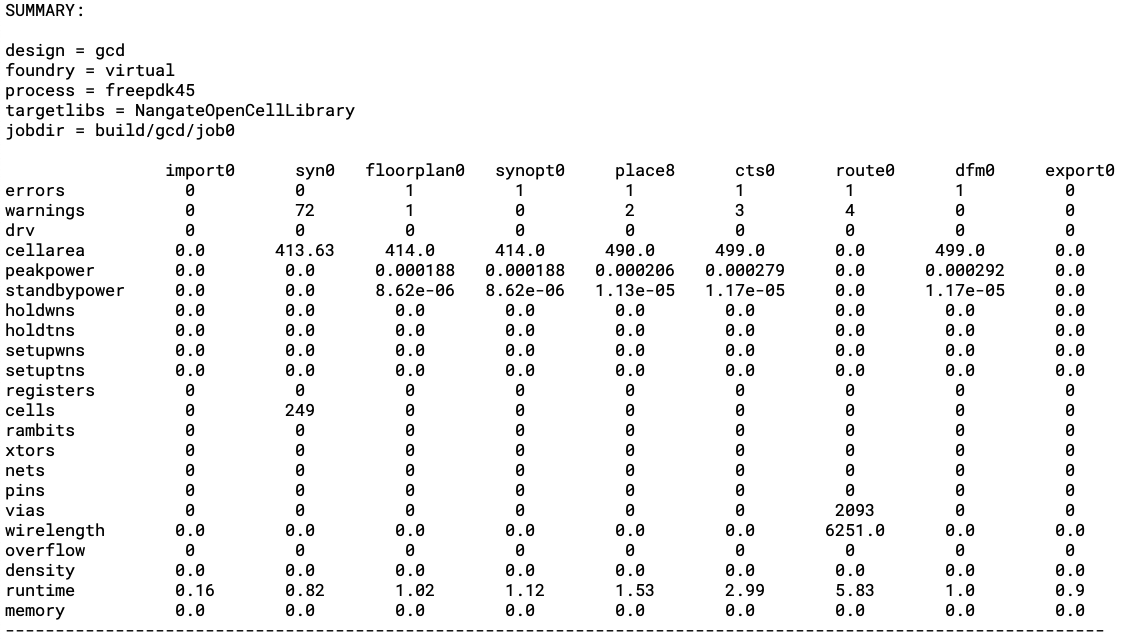 SUMMARY:
design = gcd
foundry = virtual
process = freepdk45
targetlibs = NangateOpenCellLibrary
jobdir = build/gcd/job0
import0 syn0 floorplan0 synopt0 place8 cts0 route0 dfm0 export0
errors 0 0 1 1 1 1 1 1 0
warnings 0 72 1 0 2 3 4 0 0
drv 0 0 0 0 0 0 0 0 0
cellarea 0.0 413.63 414.0 414.0 490.0 499.0 0.0 499.0 0.0
peakpower 0.0 0.0 0.000188 0.000188 0.000206 0.000279 0.0 0.000292 0.0
standbypower 0.0 0.0 8.62e-06 8.62e-06 1.13e-05 1.17e-05 0.0 1.17e-05 0.0
holdwns 0.0 0.0 0.0 0.0 0.0 0.0 0.0 0.0 0.0
holdtns 0.0 0.0 0.0 0.0 0.0 0.0 0.0 0.0 0.0
setupwns 0.0 0.0 0.0 0.0 0.0 0.0 0.0 0.0 0.0
setuptns 0.0 0.0 0.0 0.0 0.0 0.0 0.0 0.0 0.0
registers 0 0 0 0 0 0 0 0 0
cells 0 249 0 0 0 0 0 0 0
rambits 0 0 0 0 0 0 0 0 0
xtors 0 0 0 0 0 0 0 0 0
nets 0 0 0 0 0 0 0 0 0
pins 0 0 0 0 0 0 0 0 0
vias 0 0 0 0 0 0 2093 0 0
wirelength 0.0 0.0 0.0 0.0 0.0 0.0 6251.0 0.0 0.0
overflow 0 0 0 0 0 0 0 0 0
density 0.0 0.0 0.0 0.0 0.0 0.0 0.0 0.0 0.0
runtime 0.16 0.82 1.02 1.12 1.53 2.99 5.83 1.0 0.9
memory 0.0 0.0 0.0 0.0 0.0 0.0 0.0 0.0 0.0
--------------------------------------------------------------------------------------------------------------